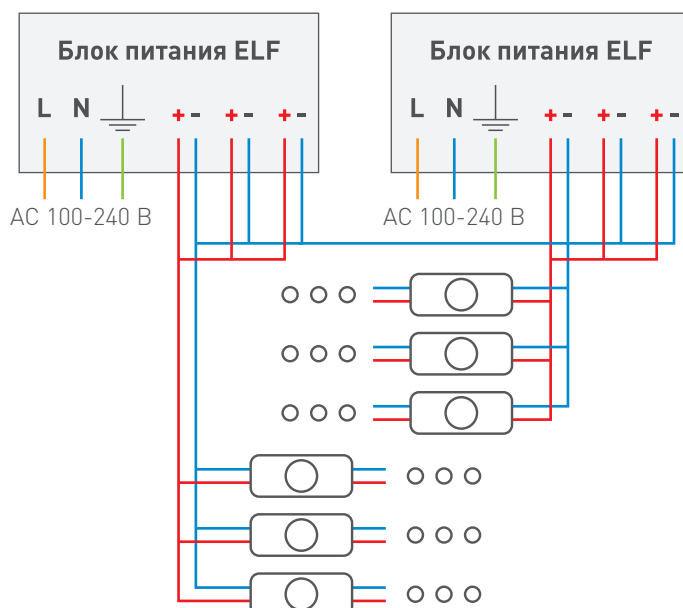 Блок питания ELF
L N + - + - + -
AC 100-240 В
Блок питания ELF
L N + - + - + -
AC 100-240 В